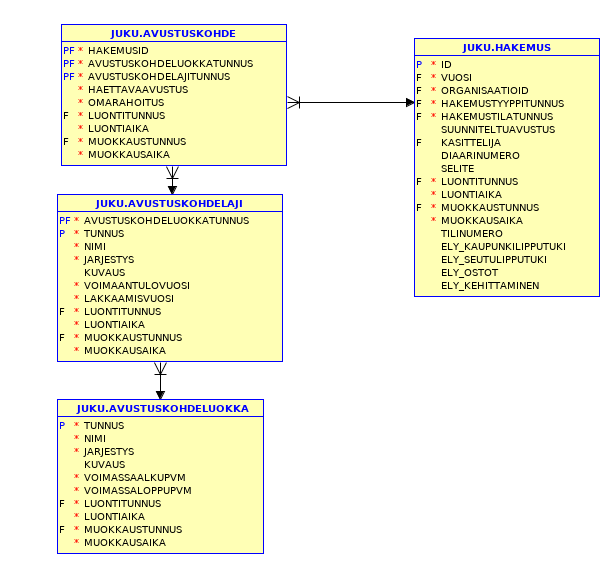 JUKU.AVUSTUSKOHDE
PF * HAKEMUSID
PF * AVUSTUSKOHDELUOKKATUNNUS
PF * AVUSTUSKOHDELAJITUNNUS
* HAETTAVAAVUSTUS
* OMARAHOITUS
F * LUONTITUNNUS
* LUONTIAIKA
F * MUOKKAUSTUNNUS
* MUOKKAUSAIKA
JUKU.HAKEMUS
P * ID
F * VUOSI
F * ORGANISAATIOID
F * HAKEMUSTYYPPITUNNUS
F * HAKEMUSTILATUNNUS
SUUNNITELTUAVUSTUS
F KASITTELIJA
DIAARINUMERO
SELITE
F * LUONTITUNNUS
* LUONTIAIKA
F * MUOKKAUSTUNNUS
* MUOKKAUSAIKA
TILINUMERO
ELY_KAUPUNKILIPPUTUKI
ELY_SEUTULIPPUTUKI
ELY_OSTOT
ELY_KEHITTAMINEN
JUKU.AVUSTUSKOHDELAJI
PF * AVUSTUSKOHDELUOKKATUNNUS
P * TUNNUS
* NIMI
* JARJESTYS
KUVAUS
* VOIMAANTULOVUOSI
* LAKKAAMISVUOSI
F * LUONTITUNNUS
* LUONTIAIKA
F * MUOKKAUSTUNNUS
* MUOKKAUSAIKA
JUKU.AVUSTUSKOHDELUOKKA
P * TUNNUS
* NIMI
* JARJESTYS
KUVAUS
* VOIMASSAALKUPVM
* VOIMASSALOPPUPVM
F * LUONTITUNNUS
* LUONTIAIKA
F * MUOKKAUSTUNNUS
* MUOKKAUSAIKA